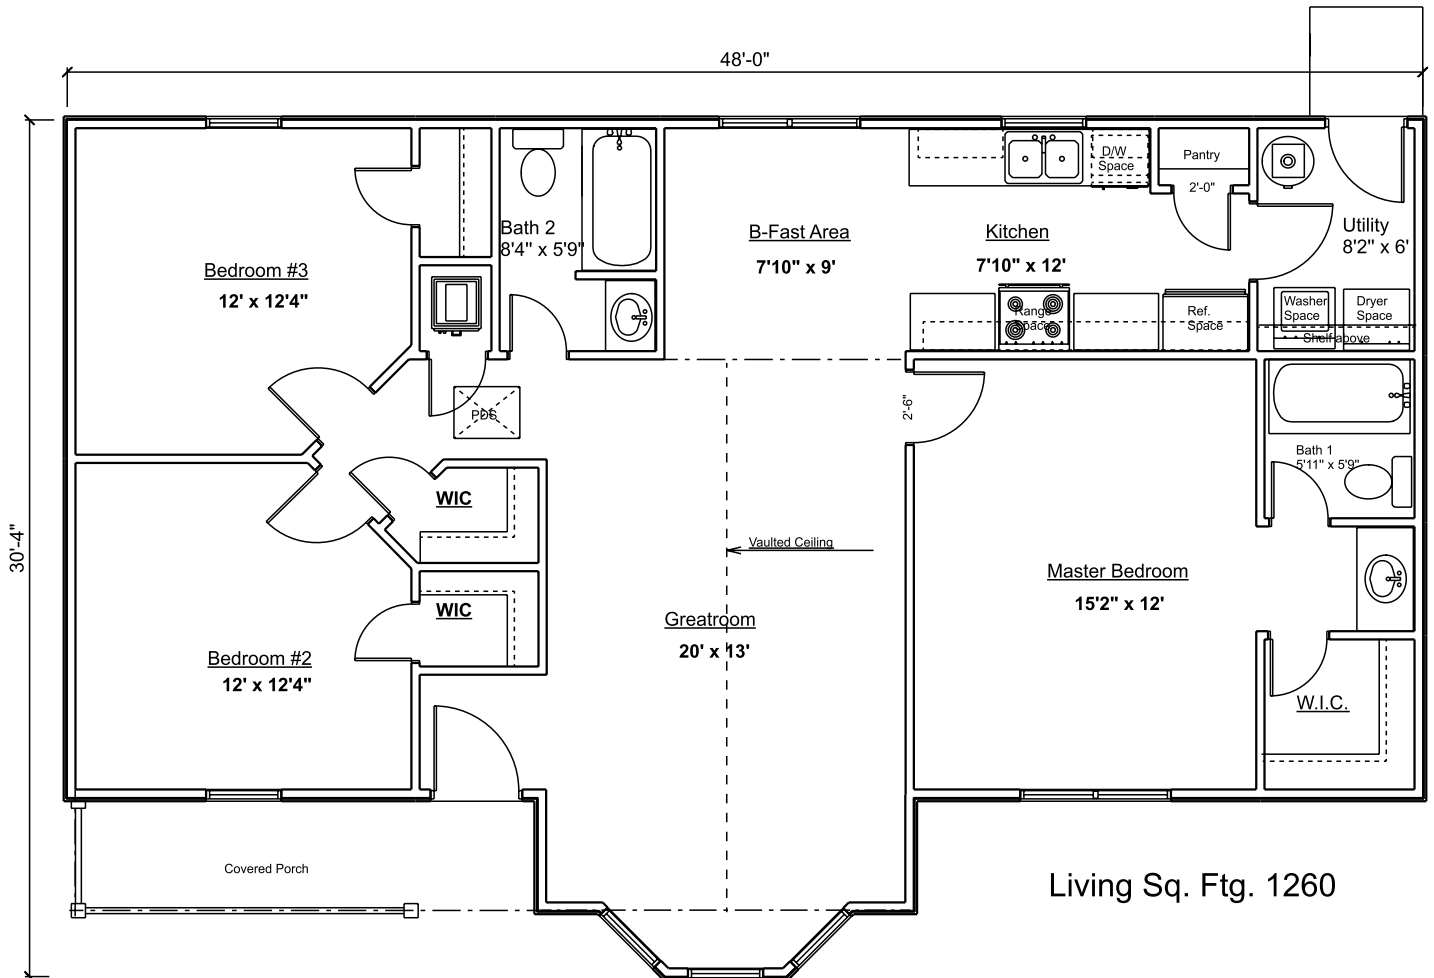 48'-0"
30'-4"
Bedroom #3
12' x 12'4"
Bath 2
8'4" x 5'9"
B-Fast Area
7'10" x 9'
Kitchen
7'10" x 12'
D/W
Space
Pantry
2'-0"
Utility
8'2" x 6'
Range
Space
Ref.
Space
Washer
Space
Dryer
Space
Shelf above
PDS
2'-6"
Bath 1
5'11" x 5'9"
WIC
Vaulted Ceiling
Master Bedroom
15'2" x 12'
WIC
Greatroom
20' x 13'
Bedroom #2
12' x 12'4"
W.I.C.
Covered Porch
Living Sq. Ftg. 1260